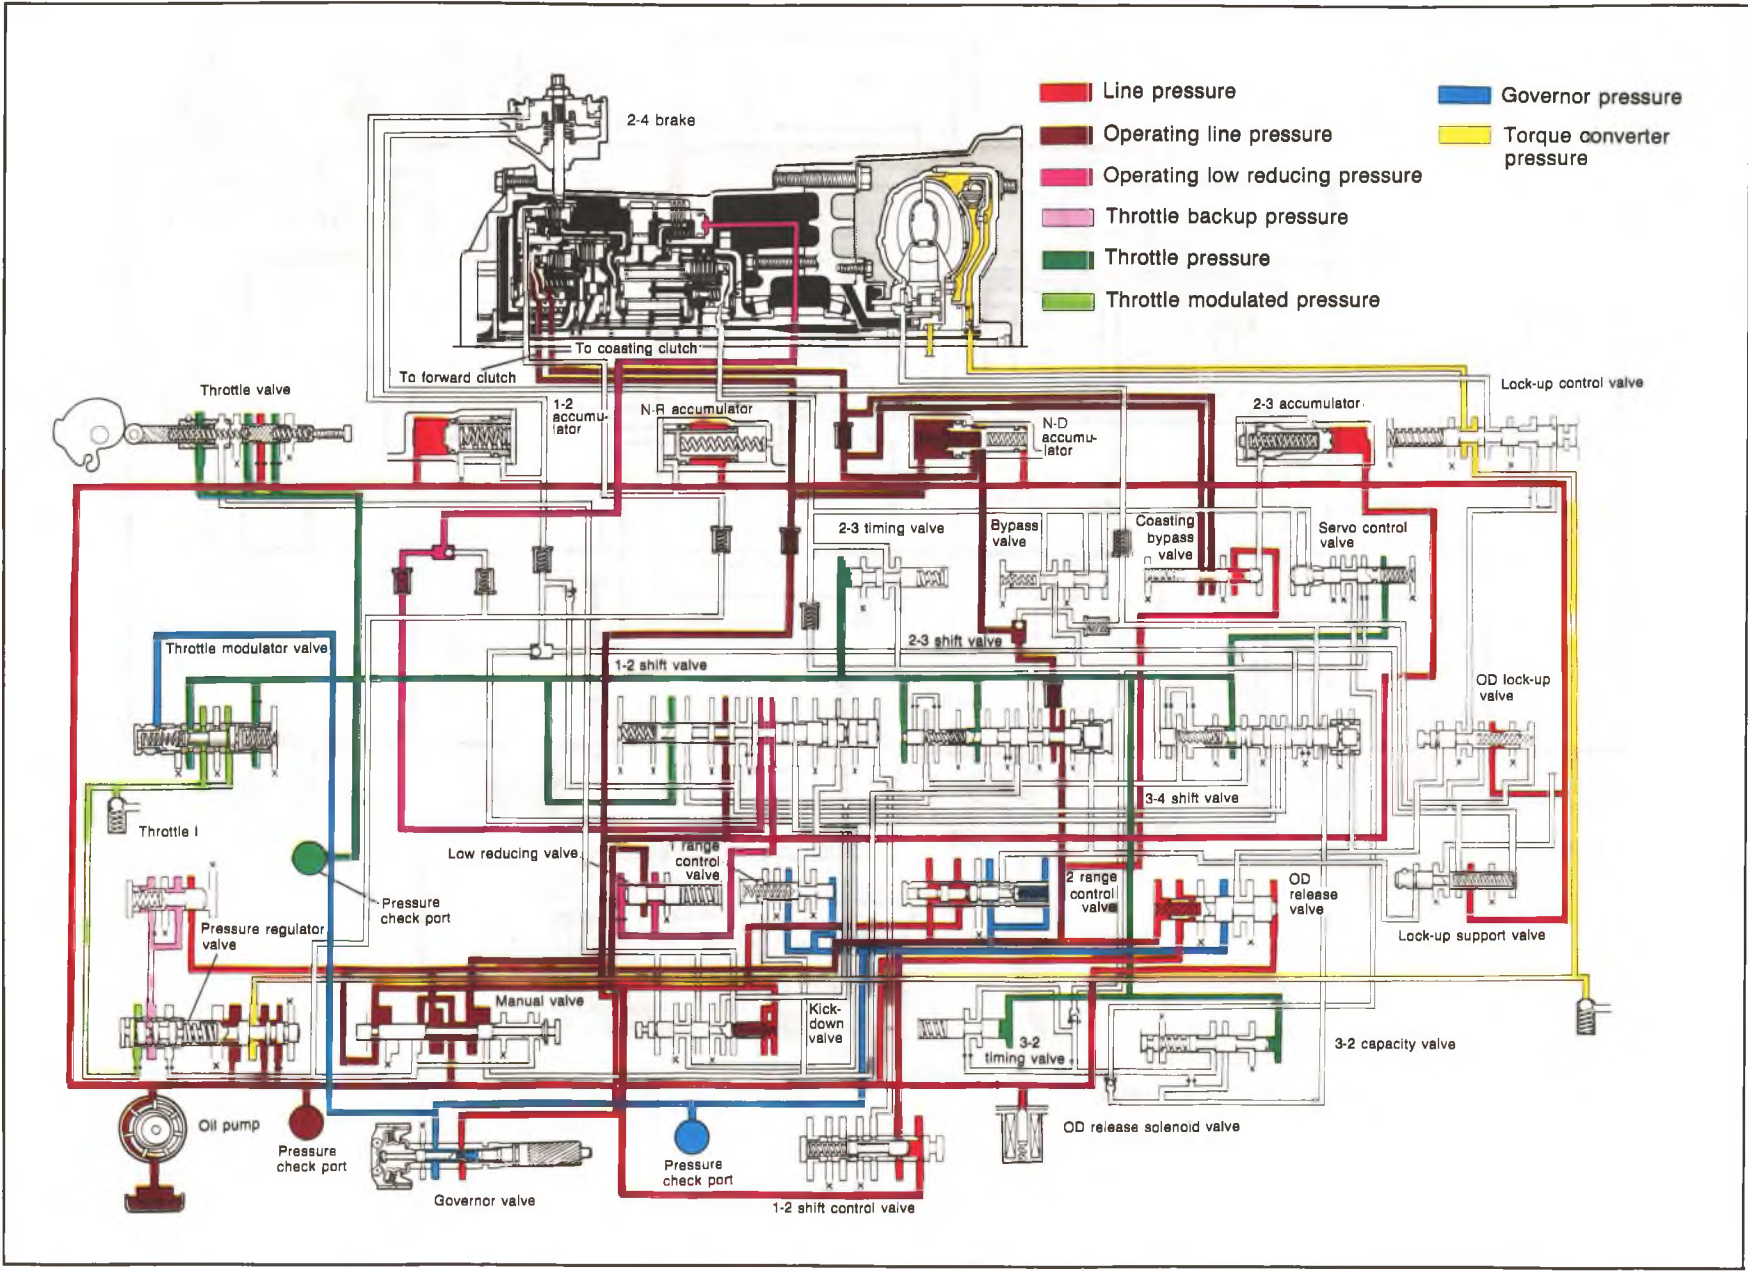 2-4 brake
Line pressure
Operating line pressure
Operating low reducing pressure
Throttle backup pressure
Throttle pressure
Throttle modulated pressure
Governor pressure
Torque converter
pressure
To coasting clutch
To forward clutch
Throttle valve
1-2
accumu-
lator
N-R accumulator
N-D
accumu-
lator
2-3 accumulator
Lock-up control valve
2-3 timing valve
Bypass
valve
Coasting
bypass
valve
Servo control
valve
Throttle modulator valve
1-2 shift valve
2-3 shift valve
OD lock-up
valve
3-4 shift valve
Throttle I
Low reducing valve
1 range
control
valve
2 range
control
valve
OD
release
valve
Pressure
check port
Pressure regulator
valve
Lock-up support valve
Manual valve
Kick-
down
valve
3-2
timing valve
3-2 capacity valve
Oil pump
Pressure
check port
Governor valve
Pressure
check port
1-2 shift control valve
OD release solenoid valve